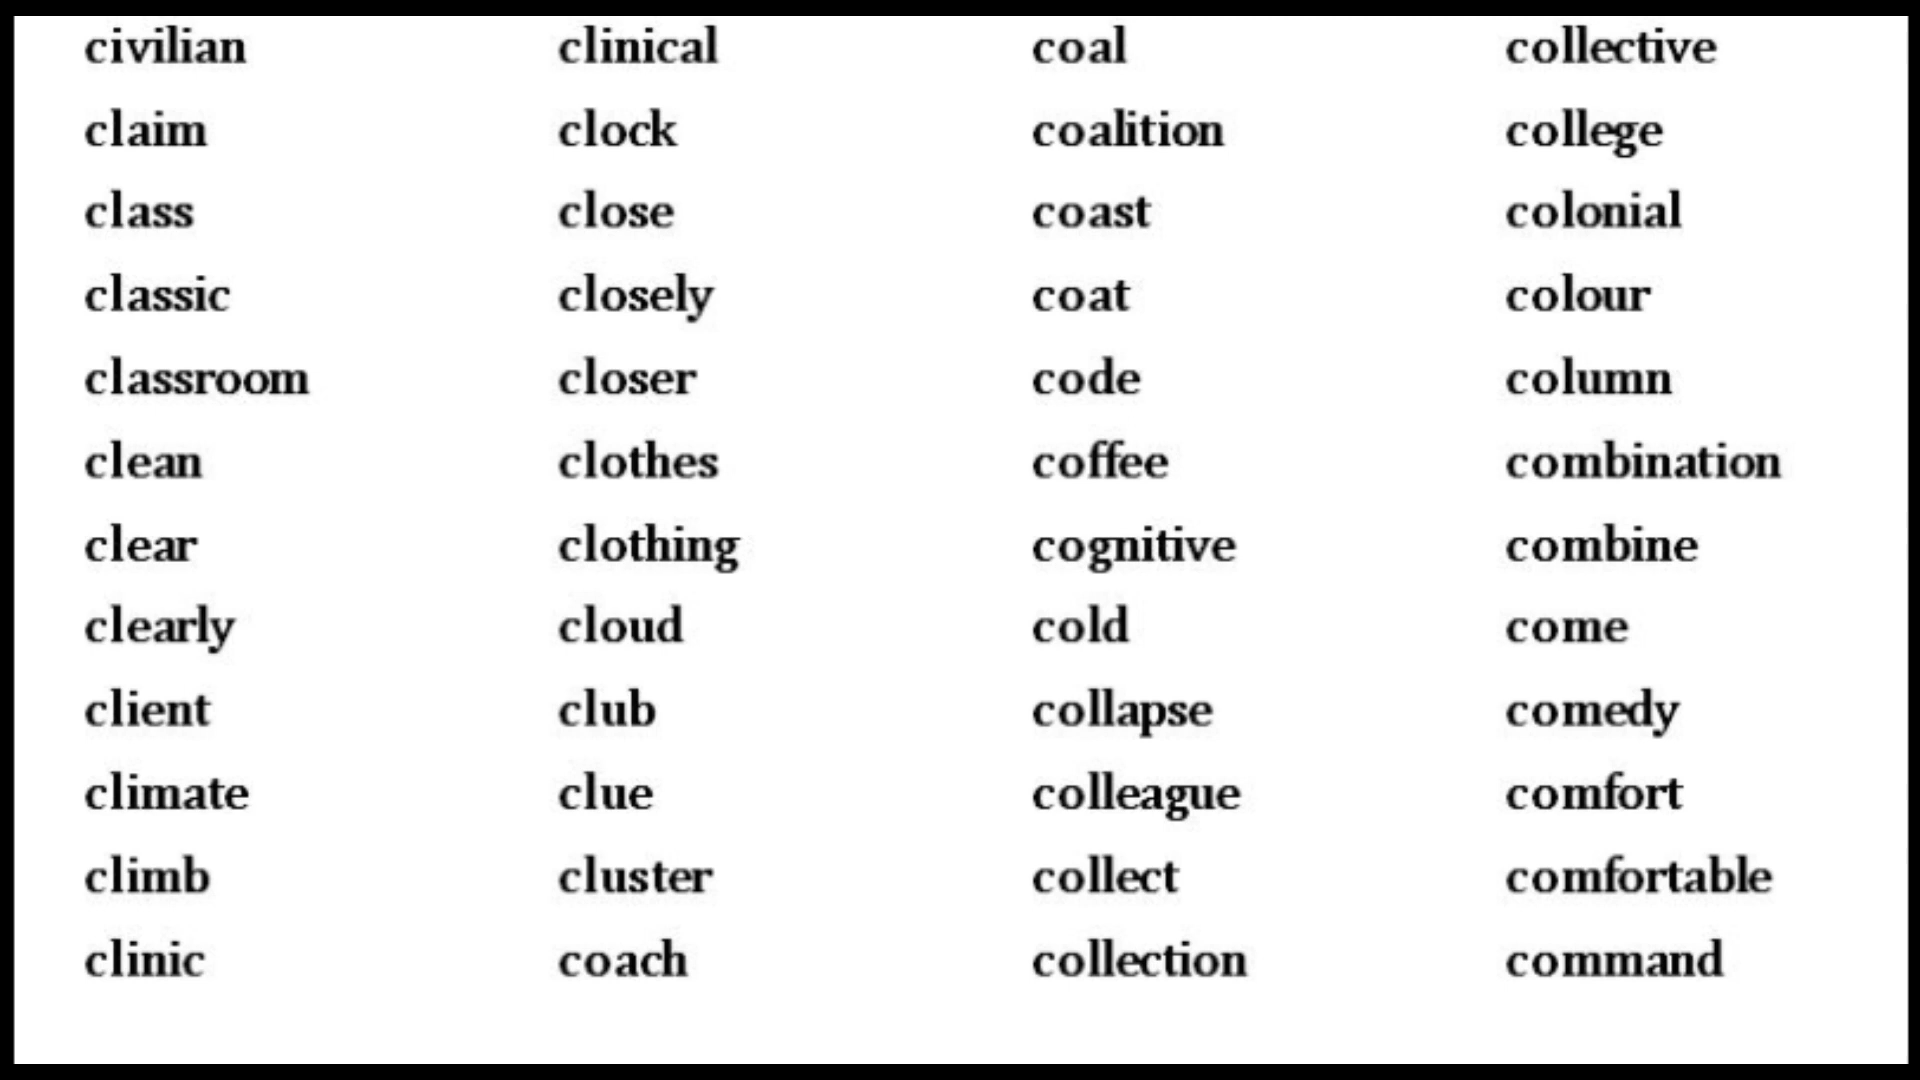 civilian clinical coal collective
claim clock coalition college
class close coast colonial
classic closely coat colour
classroom closer code column
clean clothes coffee combination
clear clothing cognitive combine
clearly cloud cold come
client club collapse comedy
climate clue colleague comfort
climb cluster collect comfortable
clinic coach collection command